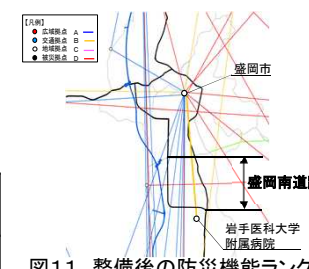 【凡例】
広域拠点 A
交通拠点 B
地域拠点 C
被災拠点 D
盛岡市
盛岡南道路
岩手医科大学
附属病院
図11 整備後の防災機能ランク